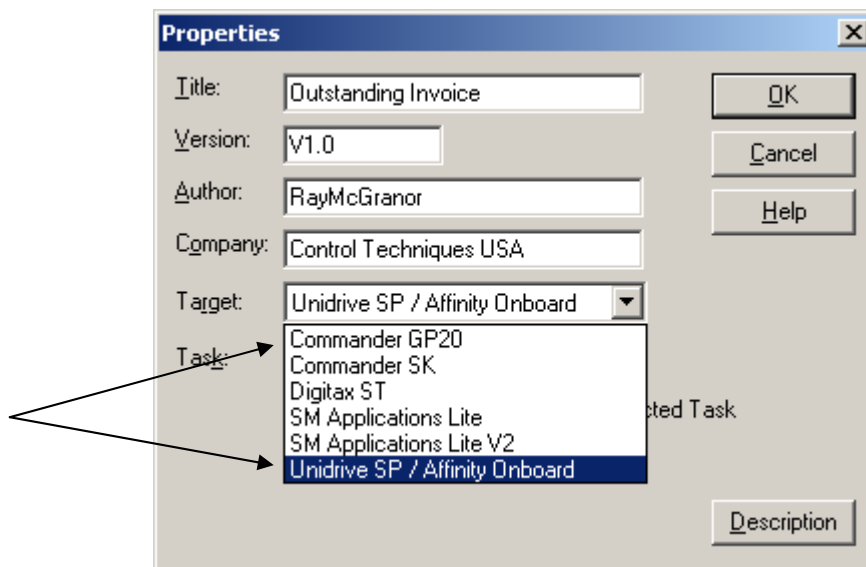 Properties
Title: Outstanding Invoice OK
Version: V1.0 Cancel
Author: RayMcGranor Help
Company: Control Techniques USA
Target: Unidrive SP / Affinity Onboard
Task: Commander GP20
Commander SK
Digitax ST
SM Applications Lite cted Task
SM Applications Lite V2
Unidrive SP / Affinity Onboard
Description